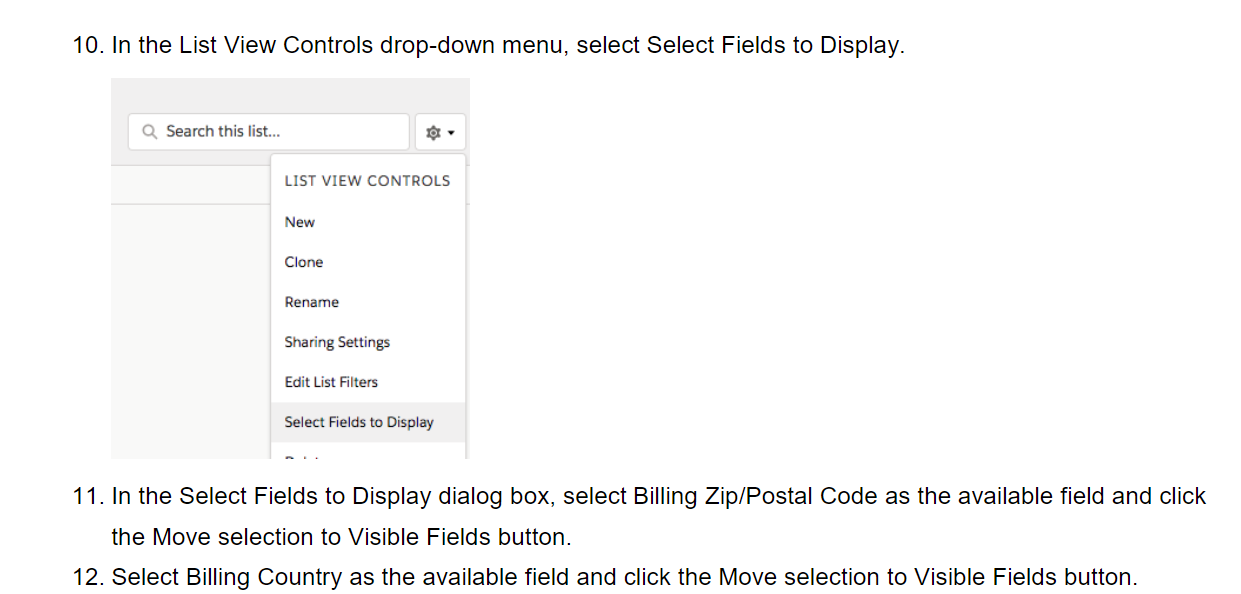 10. In the List View Controls drop-down menu, select Select Fields to Display.
Search this list...
LIST VIEW CONTROLS
New
Clone
Rename
Sharing Settings
Edit List Filters
Select Fields to Display
11. In the Select Fields to Display dialog box, select Billing Zip/Postal Code as the available field and click
the Move selection to Visible Fields button.
12. Select Billing Country as the available field and click the Move selection to Visible Fields button.